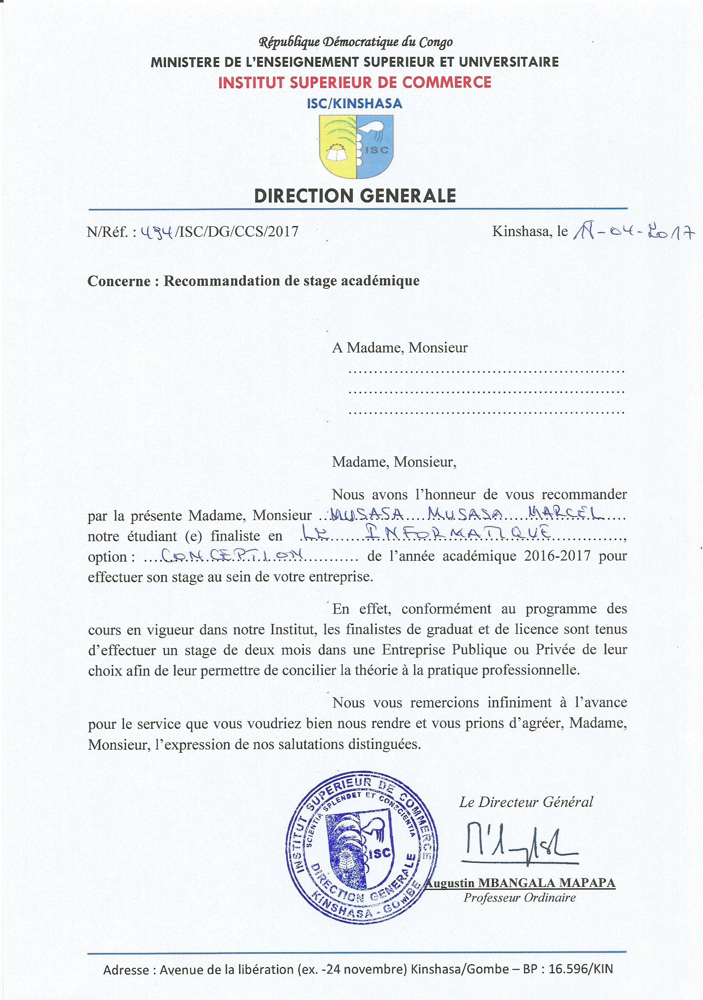 République Démocratique du Congo
MINISTERE DE L'ENSEIGNEMENT SUPERIEUR ET UNIVERSITAIRE
INSTITUT SUPERIEUR DE COMMERCE
ISC/KINSHASA
ISC
DIRECTION GENERALE
N/Réf. : 494/ISC/DG/CCS/2017 Kinshasa, le -04-2017
Concerne : Recommandation de stage académique
A Madame, Monsieur
.......................................................
.......................................................
.......................................................
Madame, Monsieur,
Nous avons l'honneur de vous recommander
par la présente Madame, Monsieur MUSASA MUSASA MARCEL
notre étudiant (e) finaliste en INFORMATIQUE,
option : CONCEPTION de l'année académique 2016-2017 pour
effectuer son stage au sein de votre entreprise.
En effet, conformément au programme des
cours en vigueur dans notre Institut, les finalistes de graduat et de licence sont tenus
d'effectuer un stage de deux mois dans une Entreprise Publique ou Privée de leur
choix afin de leur permettre de concilier la théorie à la pratique professionnelle.
Nous vous remercions infiniment à l'avance
pour le service que vous voudriez bien nous rendre et vous prions d'agréer, Madame,
Monsieur, l'expression de nos salutations distinguées.
INSTITUT SUPERIEUR DE COMMERCE
SCIENTIA SPLENDET ET CONSCIENTIA
ISC
DIRECTION GENERALE
KINSHASA - GOMBE
Le Directeur Général
Augustin MBANGALA MAPAPA
Professeur Ordinaire
Adresse : Avenue de la libération (ex. -24 novembre) Kinshasa/Gombe – BP : 16.596/KIN